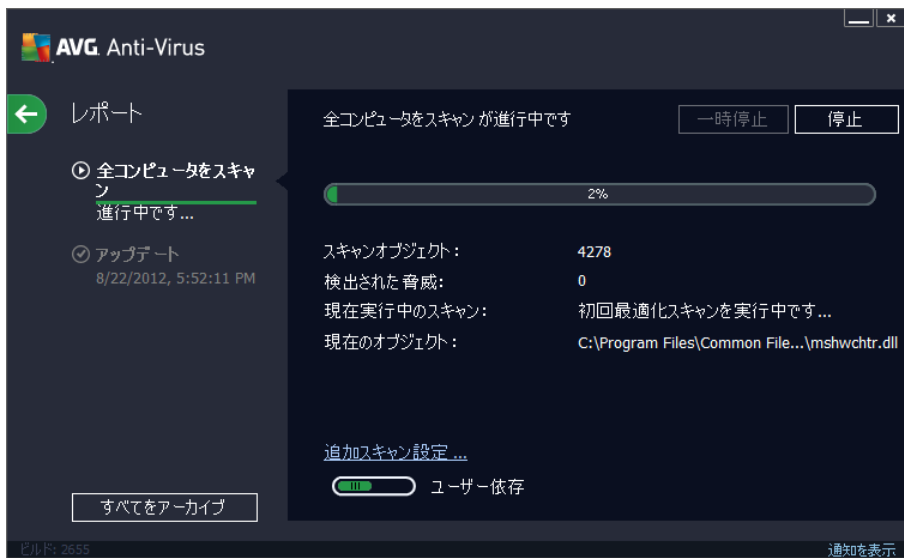 AVG. Anti-Virus
レポート
全コンピュータをスキャ
ン
進行中です...
アップデート
8/22/2012, 5:52:11 PM
すべてをアーカイブ
全コンピュータをスキャン が進行中です
一時停止
停止
2%
スキャンオブジェクト: 4278
検出された脅威: 0
現在実行中のスキャン: 初回最適化スキャンを実行中です...
現在のオブジェクト: C:\Program Files\Common File...\mshwchtr.dll
追加スキャン設定 ...
ユーザー依存
ビルド: 2655
通知を表示